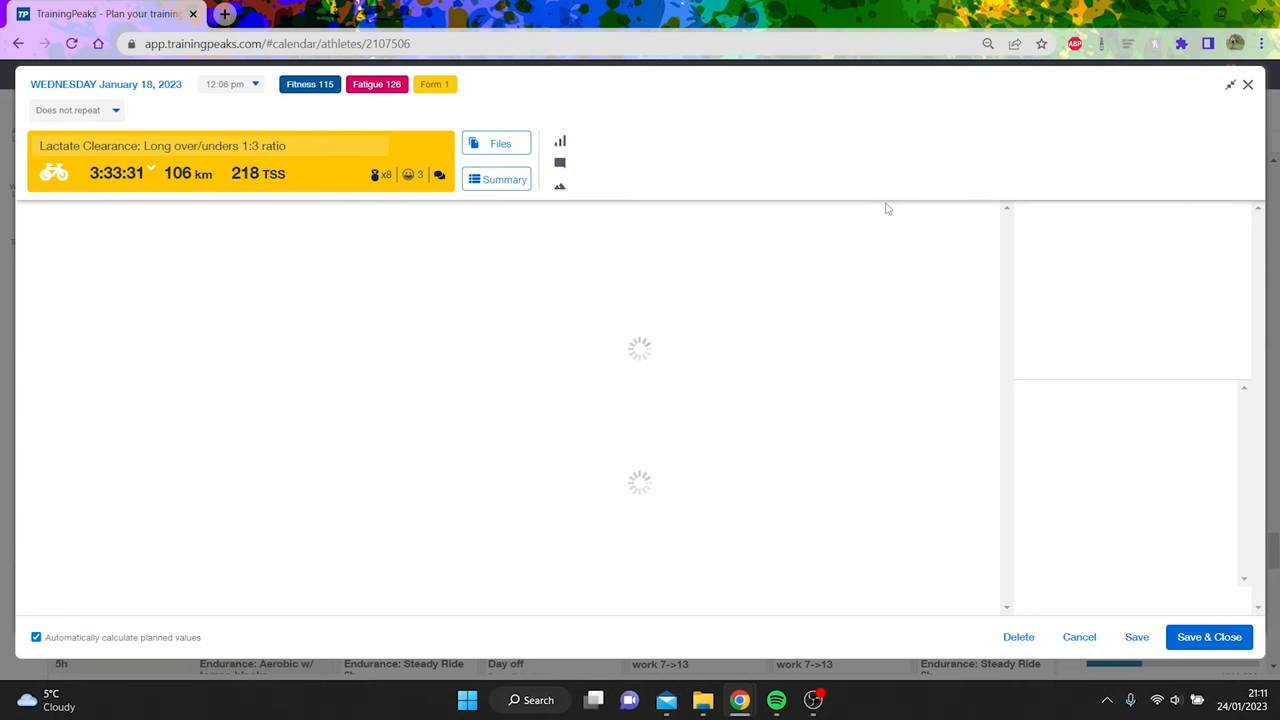 TrainingPeaks - Plan your training
app.trainingpeaks.com/#calendar/athletes/2107506
ABP
WEDNESDAY January 18, 2023
12:06 pm
Fitness 115
Fatigue 126
Form 1
Does not repeat
Lactate Clearance: Long over/unders 1:3 ratio
Files
3:33:31 106 km 218 TSS
x8
3
Summary
Automatically calculate planned values
Delete
Cancel
Save
Save & Close
5h
Endurance: Aerobic w/
Endurance: Steady Ride
Day off
work 7->13
work 7->13
Endurance: Steady Ride
5°C
Cloudy
Search
21:11
24/01/2023